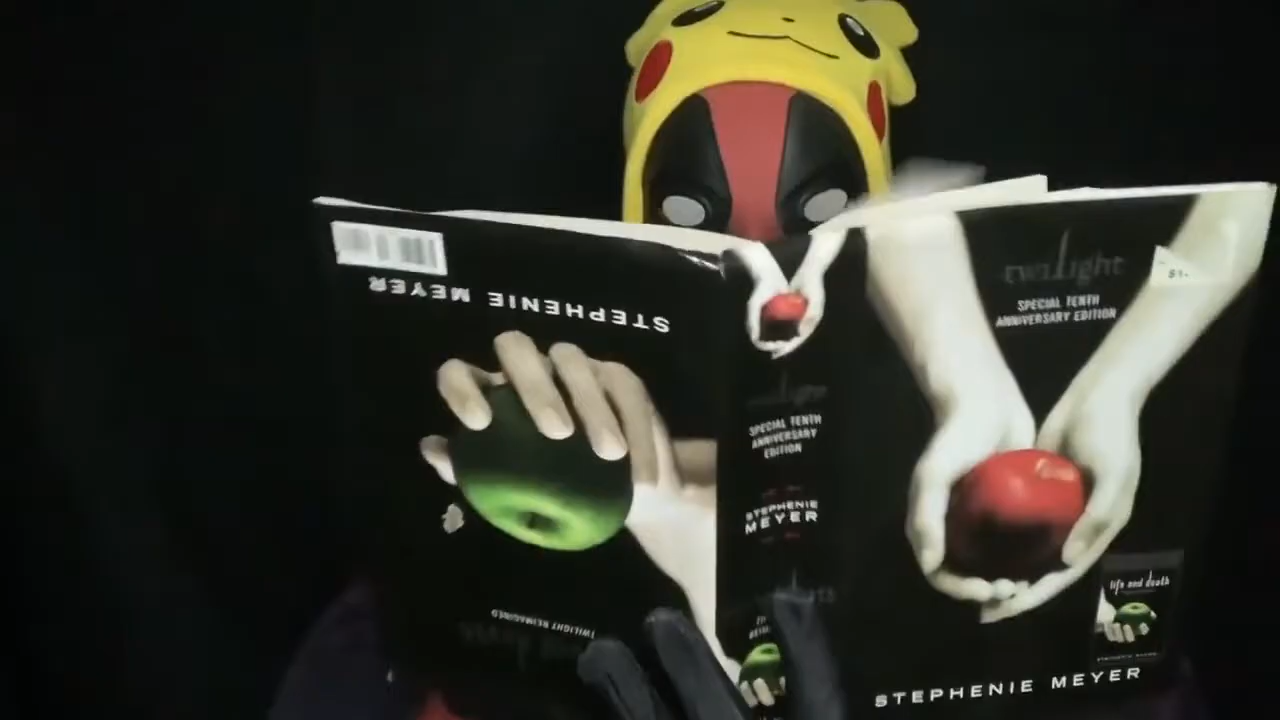 STEPHENIE MEYER
TWILIGHT REIMAGINED
twilight
SPECIAL TENTH
ANNIVERSARY
EDITION
STEPHENIE
MEYER
twilight
SPECIAL TENTH
ANNIVERSARY EDITION
$1.
life and death
STEPHENIE MEYER